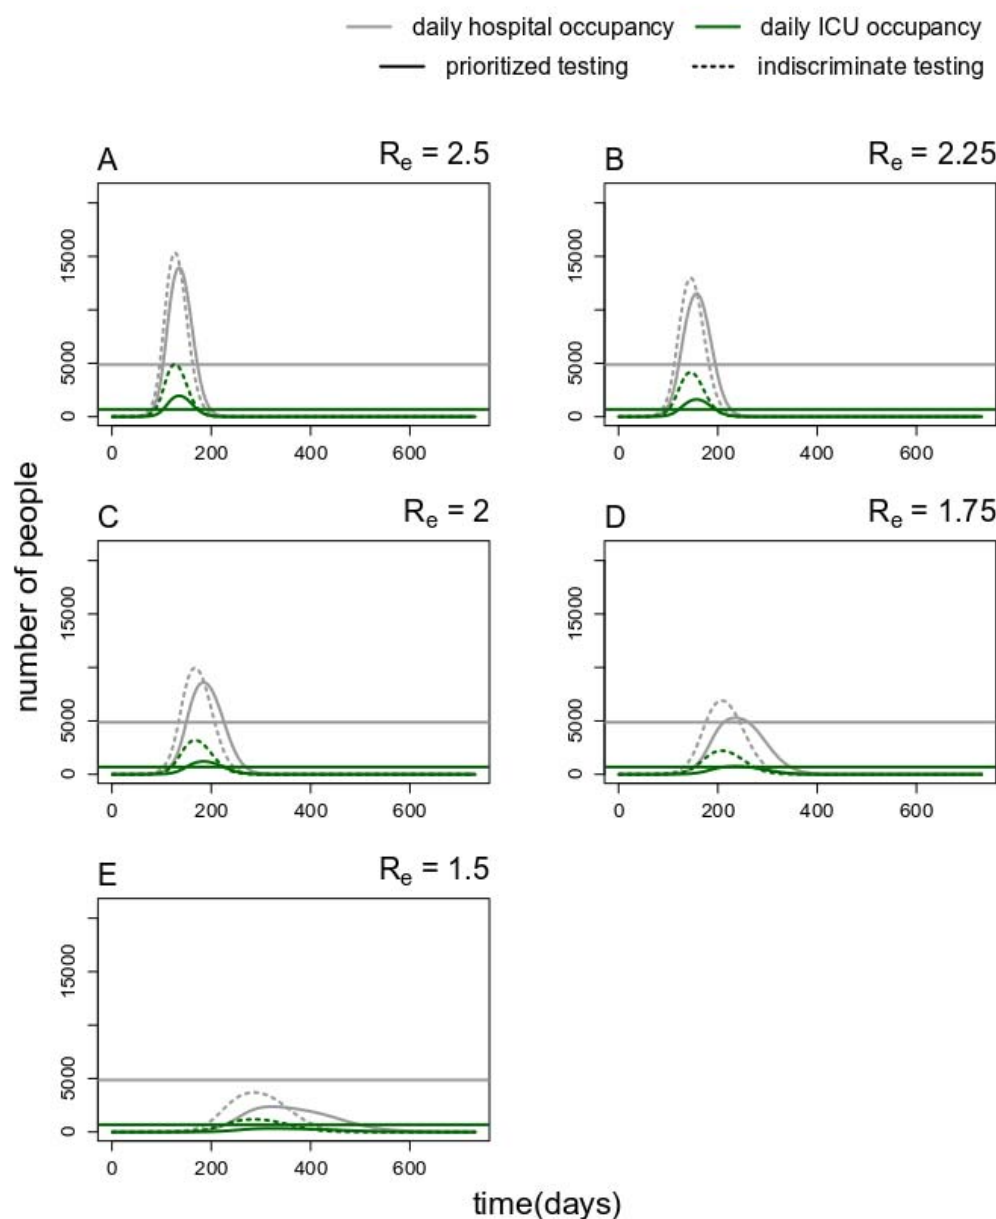 daily hospital occupancy daily ICU occupancy
prioritized testing indiscriminate testing
A Rₑ = 2.5
B Rₑ = 2.25
15000
5000
0
0 200 400 600
15000
5000
0
0 200 400 600
C Rₑ = 2
D Rₑ = 1.75
15000
5000
0
0 200 400 600
15000
5000
0
0 200 400 600
E Rₑ = 1.5
15000
5000
0
0 200 400 600
number of people
time(days)